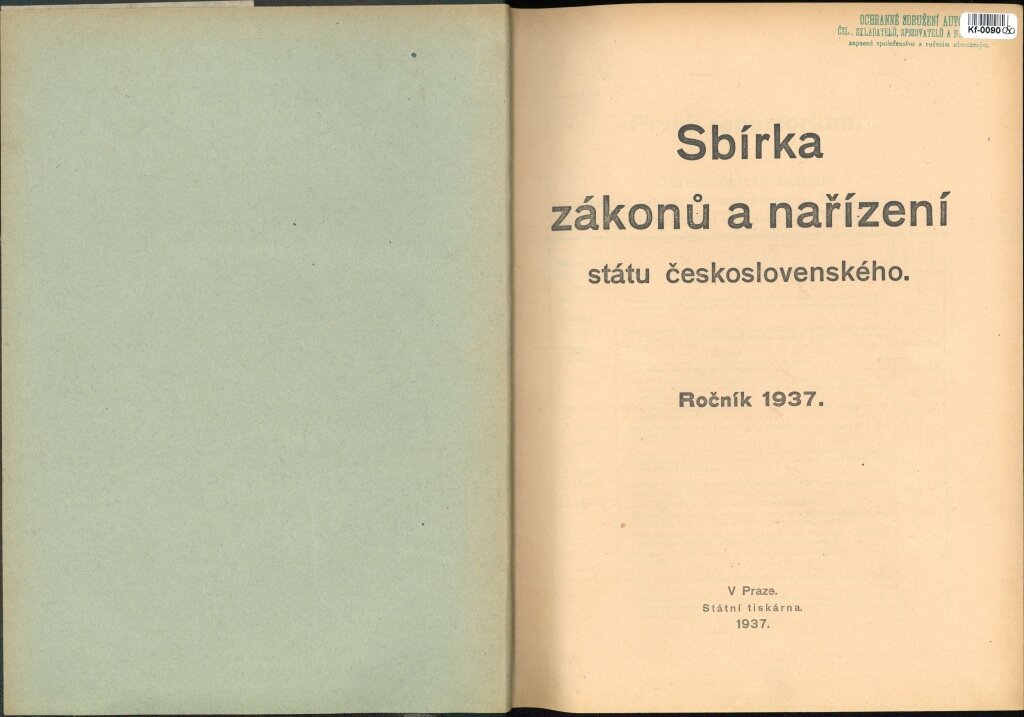 OCHRANNÉ SDRUŽENÍ
ČSL. SKLADATELŮ, SPISOVATELŮ A
zapsané společenstvo s ručením obmezeným.
Kf-0090
Sbírka
zákonů a nařízení
státu československého.
Ročník 1937.
V Praze.
Státní tiskárna.
1937.